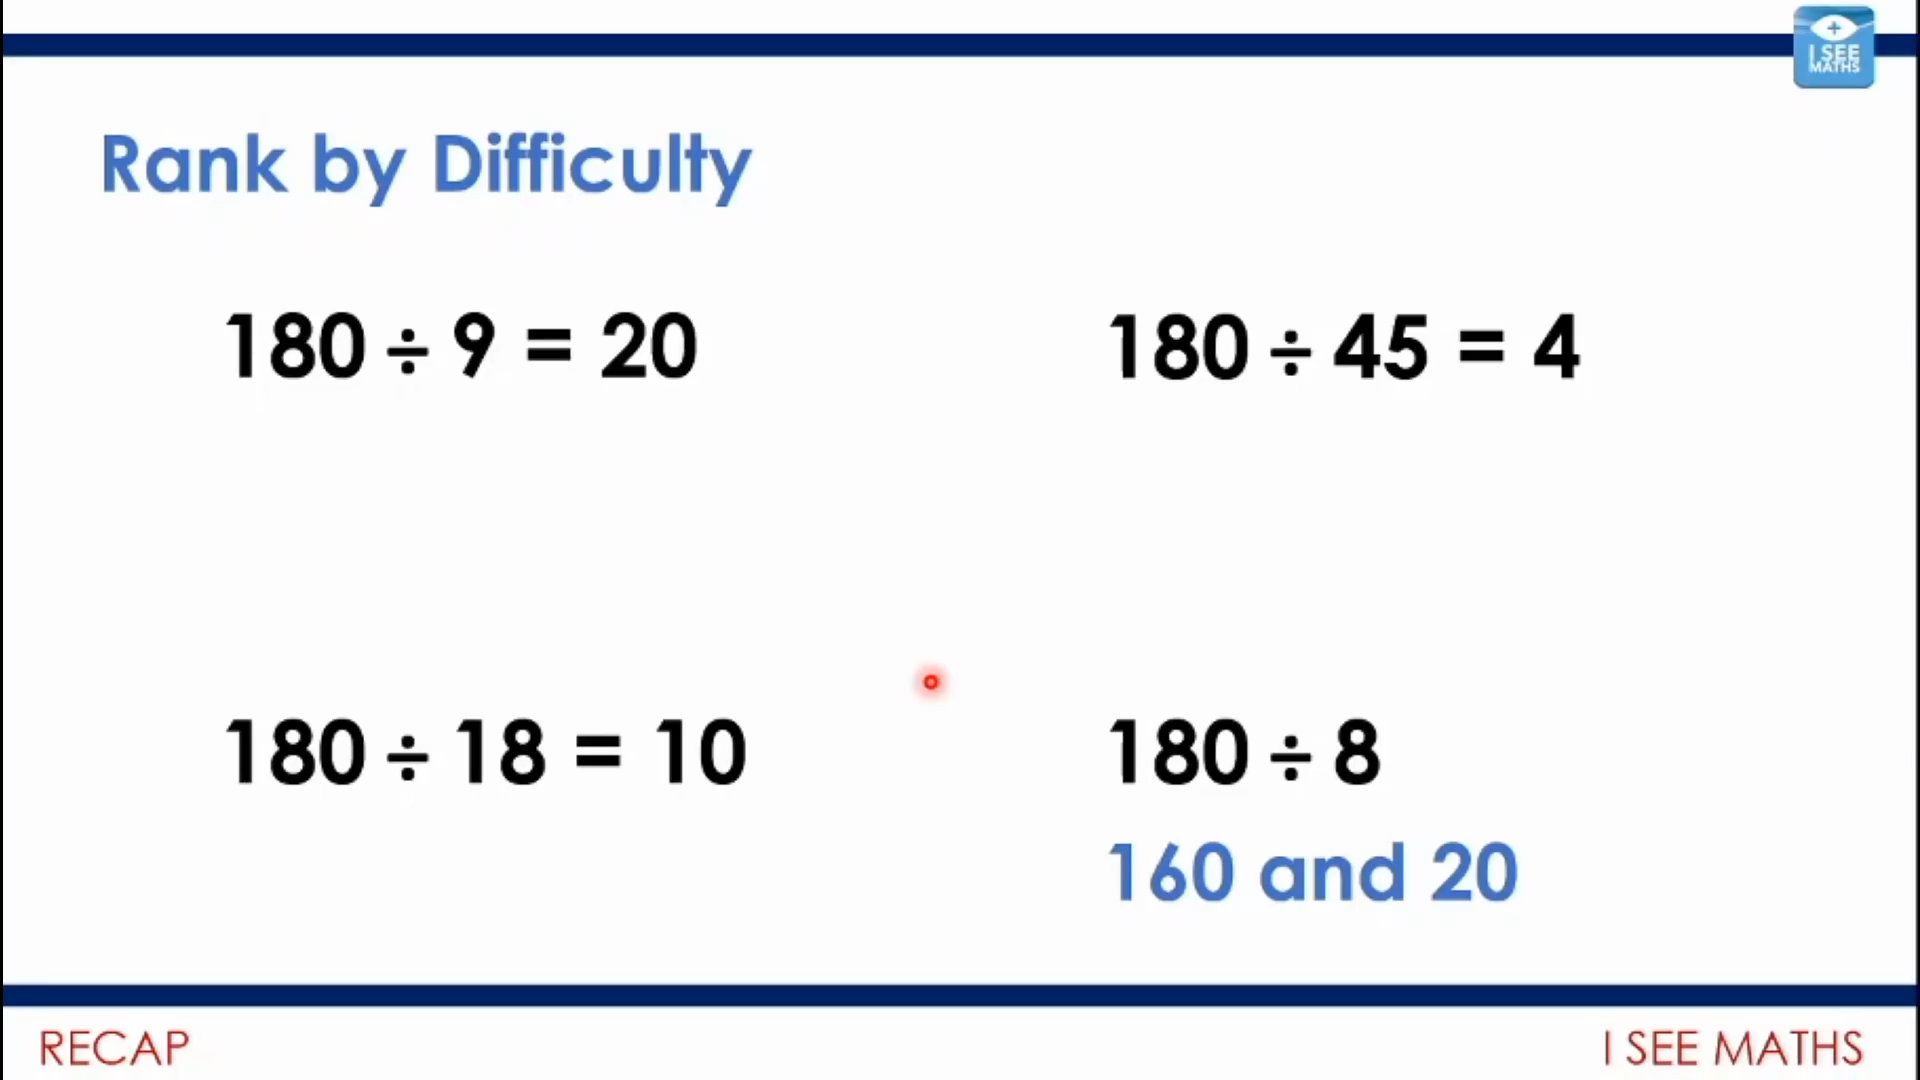 I SEE
MATHS
Rank by Difficulty
180 ÷ 9 = 20
180 ÷ 45 = 4
180 ÷ 18 = 10
180 ÷ 8
160 and 20
RECAP
I SEE MATHS